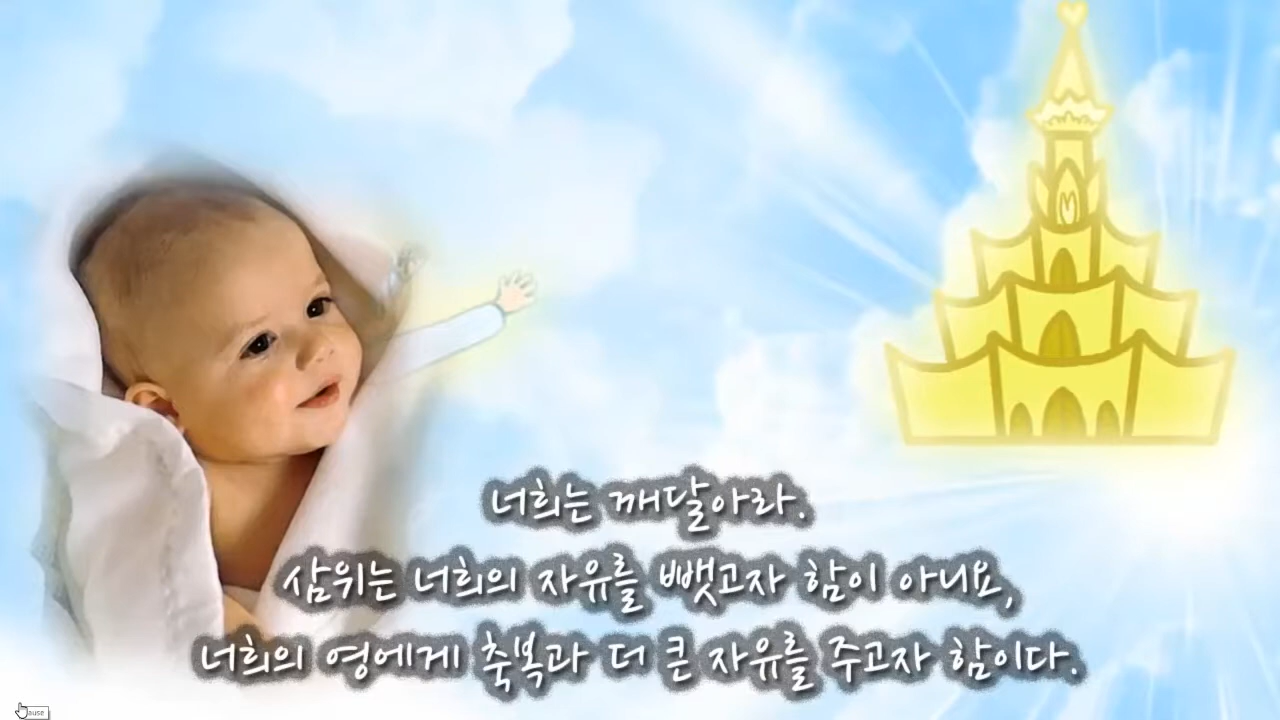 너희는 깨달아라.
삼위는 너희의 자유를 뺏고자 함이 아니요,
너희의 영에게 축복과 더 큰 자유를 주고자 함이다.